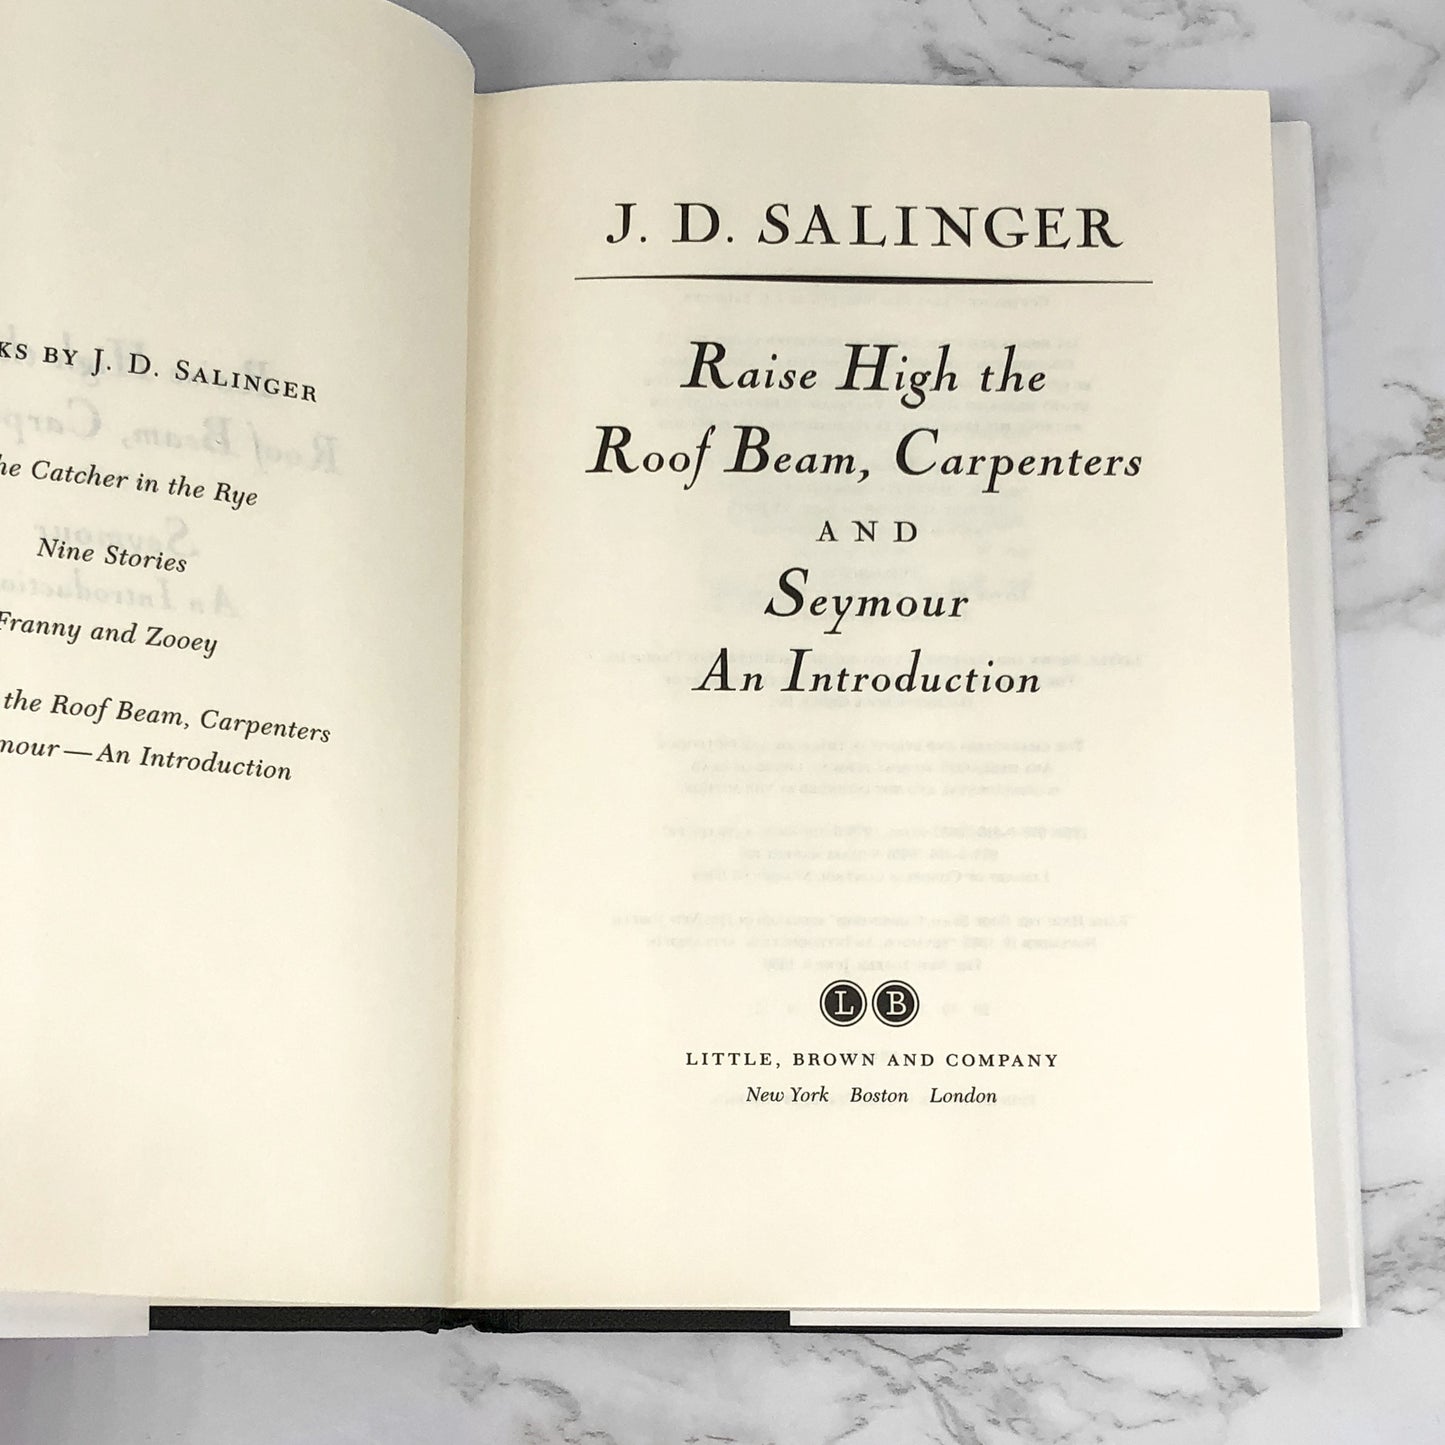 KS BY J. D. SALINGER
he Catcher in the Rye
Nine Stories
Franny and Zooey
the Roof Beam, Carpenters
mour—An Introduction
J. D. SALINGER
Raise High the
Roof Beam, Carpenters
AND
Seymour
An Introduction
L B
LITTLE, BROWN AND COMPANY
New York Boston London